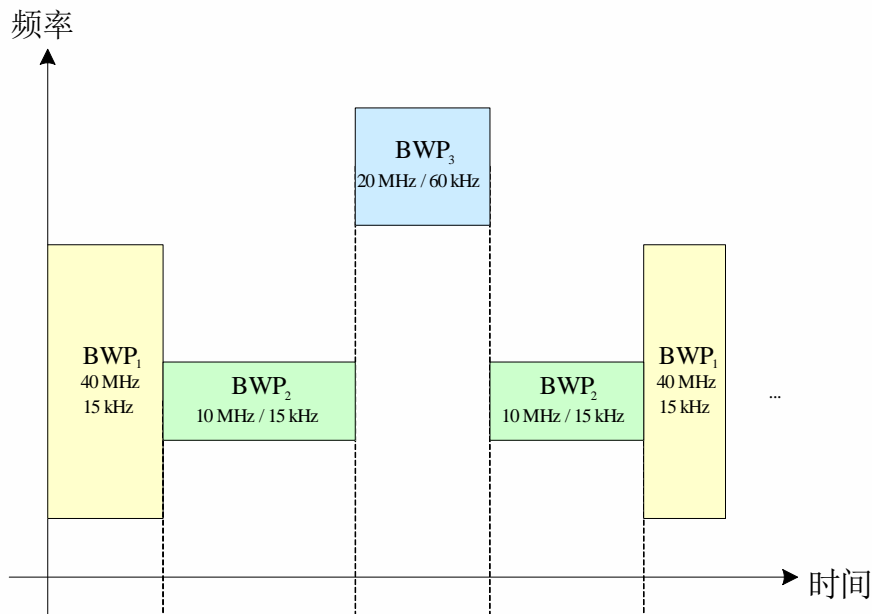 频率
BWP₃
20 MHz / 60 kHz
BWP₁
40 MHz
15 kHz
BWP₂
10 MHz / 15 kHz
BWP₂
10 MHz / 15 kHz
BWP₁
40 MHz
15 kHz
...
时间